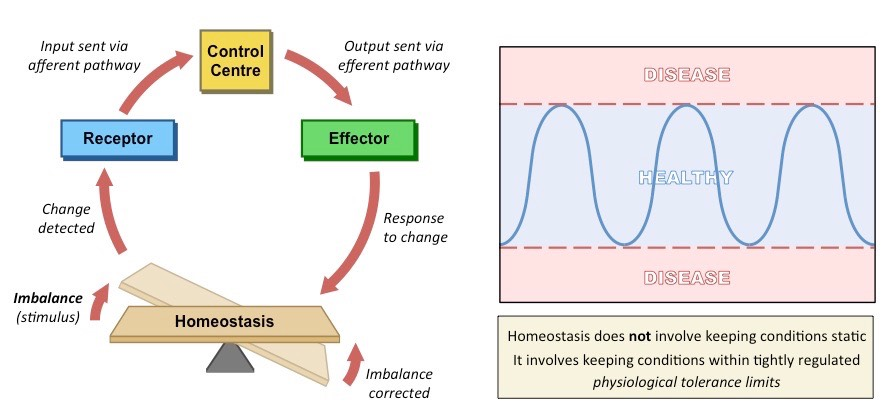 Input sent via
afferent pathway
Control
Centre
Output sent via
efferent pathway
Receptor
Effector
Change
detected
Response
to change
Imbalance
(stimulus)
Homeostasis
Imbalance
corrected
DISEASE
HEALTHY
DISEASE
Homeostasis does not involve keeping conditions static
It involves keeping conditions within tightly regulated
physiological tolerance limits